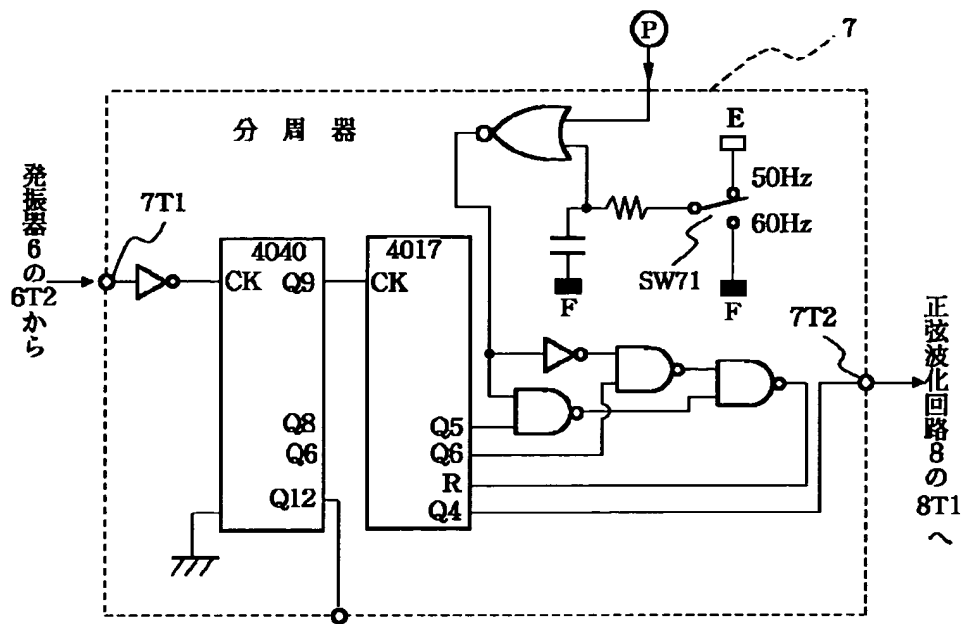 P
7
分周器
E
50Hz
60Hz
SW71
F
F
発振器6の6T2から
7T1
4040
CK
Q9
Q8
Q6
Q12
4017
CK
Q5
Q6
R
Q4
7T2
正弦波化回路8の8T1へ